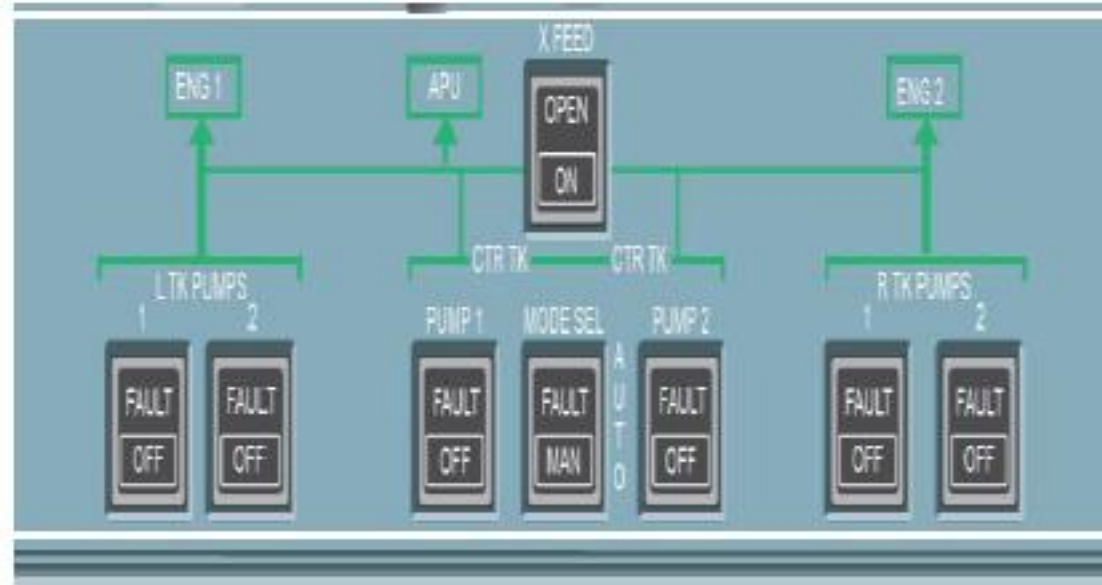 X FEED
ENG 1
APU
OPEN
ON
ENG 2
CTR TK
CTR TK
L TK PUMPS
1
2
R TK PUMPS
1
2
PUMP 1
MODE SEL
PUMP 2
AUTO
FAULT
OFF
FAULT
OFF
FAULT
OFF
FAULT
MAN
FAULT
OFF
FAULT
OFF
FAULT
OFF